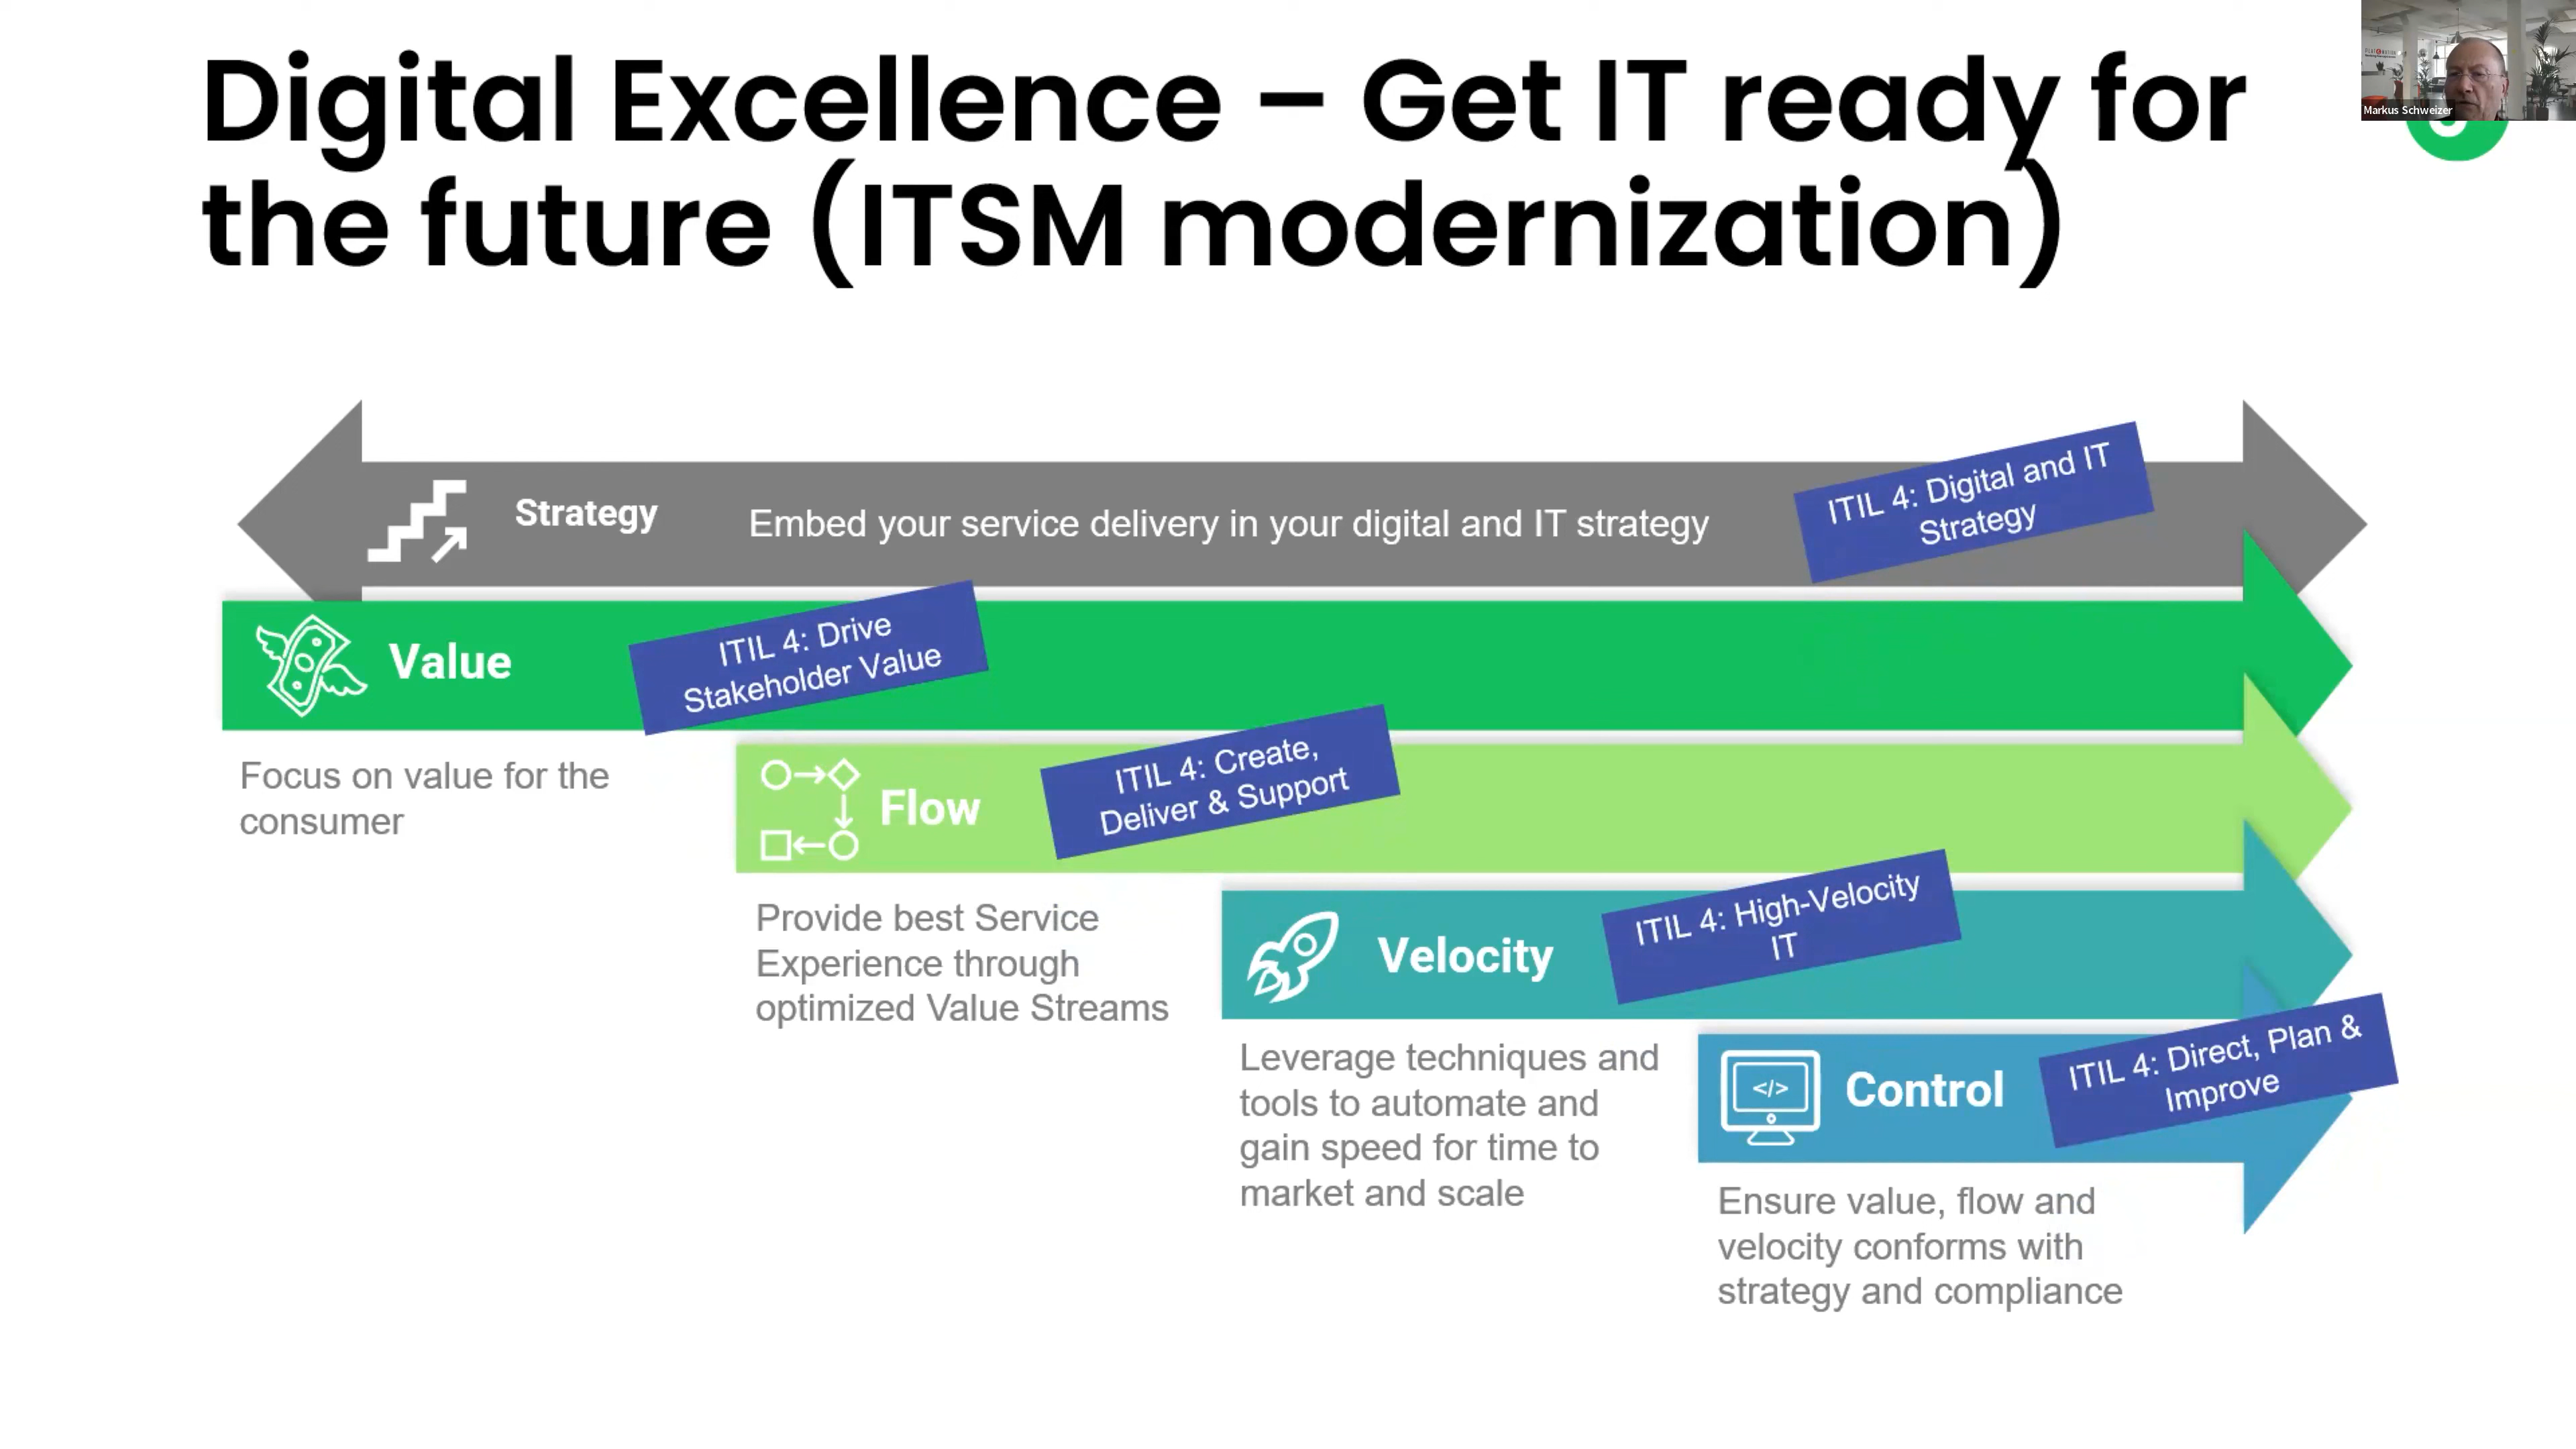 Digital Excellence – Get IT ready for
the future (ITSM modernization)
Markus Schweizer
Strategy
Embed your service delivery in your digital and IT strategy
ITIL 4: Digital and IT
Strategy
Value
ITIL 4: Drive
Stakeholder Value
Focus on value for the
consumer
Flow
ITIL 4: Create,
Deliver & Support
Provide best Service
Experience through
optimized Value Streams
Velocity
ITIL 4: High-Velocity
IT
Leverage techniques and
tools to automate and
gain speed for time to
market and scale
</>
Control
ITIL 4: Direct, Plan &
Improve
Ensure value, flow and
velocity conforms with
strategy and compliance